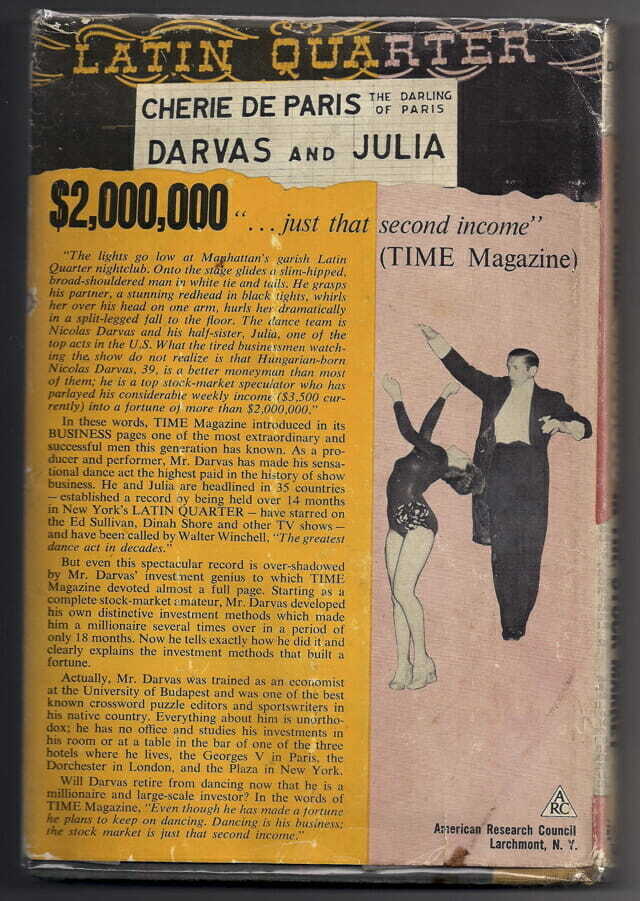 LATIN QUARTER
CHERIE DE PARIS THE DARLING OF PARIS
DARVAS AND JULIA
$2,000,000 "...just that second income"
(TIME Magazine)
"The lights go low at Manhattan's garish Latin
Quarter nightclub. Onto the stage glides a slim-hipped,
broad-shouldered man in white tie and tails. He grasps
his partner, a stunning redhead in black tights, whirls
her over his head on one arm, hurls her dramatically
in a split-legged fall to the floor. The dance team is
Nicolas Darvas and his half-sister, Julia, one of the
top acts in the U.S. What the tired businessmen watch-
ing the show do not realize is that Hungarian-born
Nicolas Darvas, 39, is a better moneyman than most
of them; he is a top stock-market speculator who has
parlayed his considerable weekly income ($3,500 cur-
rently) into a fortune of more than $2,000,000."
In these words, TIME Magazine introduced in its
BUSINESS pages one of the most extraordinary and
successful men this generation has known. As a pro-
ducer and performer, Mr. Darvas has made his sensa-
tional dance act the highest paid in the history of show
business. He and Julia are headlined in 35 countries
—established a record by being held over 14 months
in New York's LATIN QUARTER—have starred on
the Ed Sullivan, Dinah Shore and other TV shows—
and have been called by Walter Winchell, "The greatest
dance act in decades."
But even this spectacular record is over-shadowed
by Mr. Darvas' investment genius to which TIME
Magazine devoted almost a full page. Starting as a
complete stock-market amateur, Mr. Darvas developed
his own distinctive investment methods which made
him a millionaire several times over in a period of
only 18 months. Now he tells exactly how he did it and
clearly explains the investment methods that built a
fortune.
Actually, Mr. Darvas was trained as an economist
at the University of Budapest and was one of the best
known crossword puzzle editors and sportswriters in
his native country. Everything about him is unortho-
dox; he has no office and studies his investments in
his room or at a table in the bar of one of the three
hotels where he lives, the Georges V in Paris, the
Dorchester in London, and the Plaza in New York.
Will Darvas retire from dancing now that he is a
millionaire and large-scale investor? In the words of
TIME Magazine, "Even though he has made a fortune
he plans to keep on dancing. Dancing is his business;
the stock market is just that second income."
A
RC
American Research Council
Larchmont, N. Y.